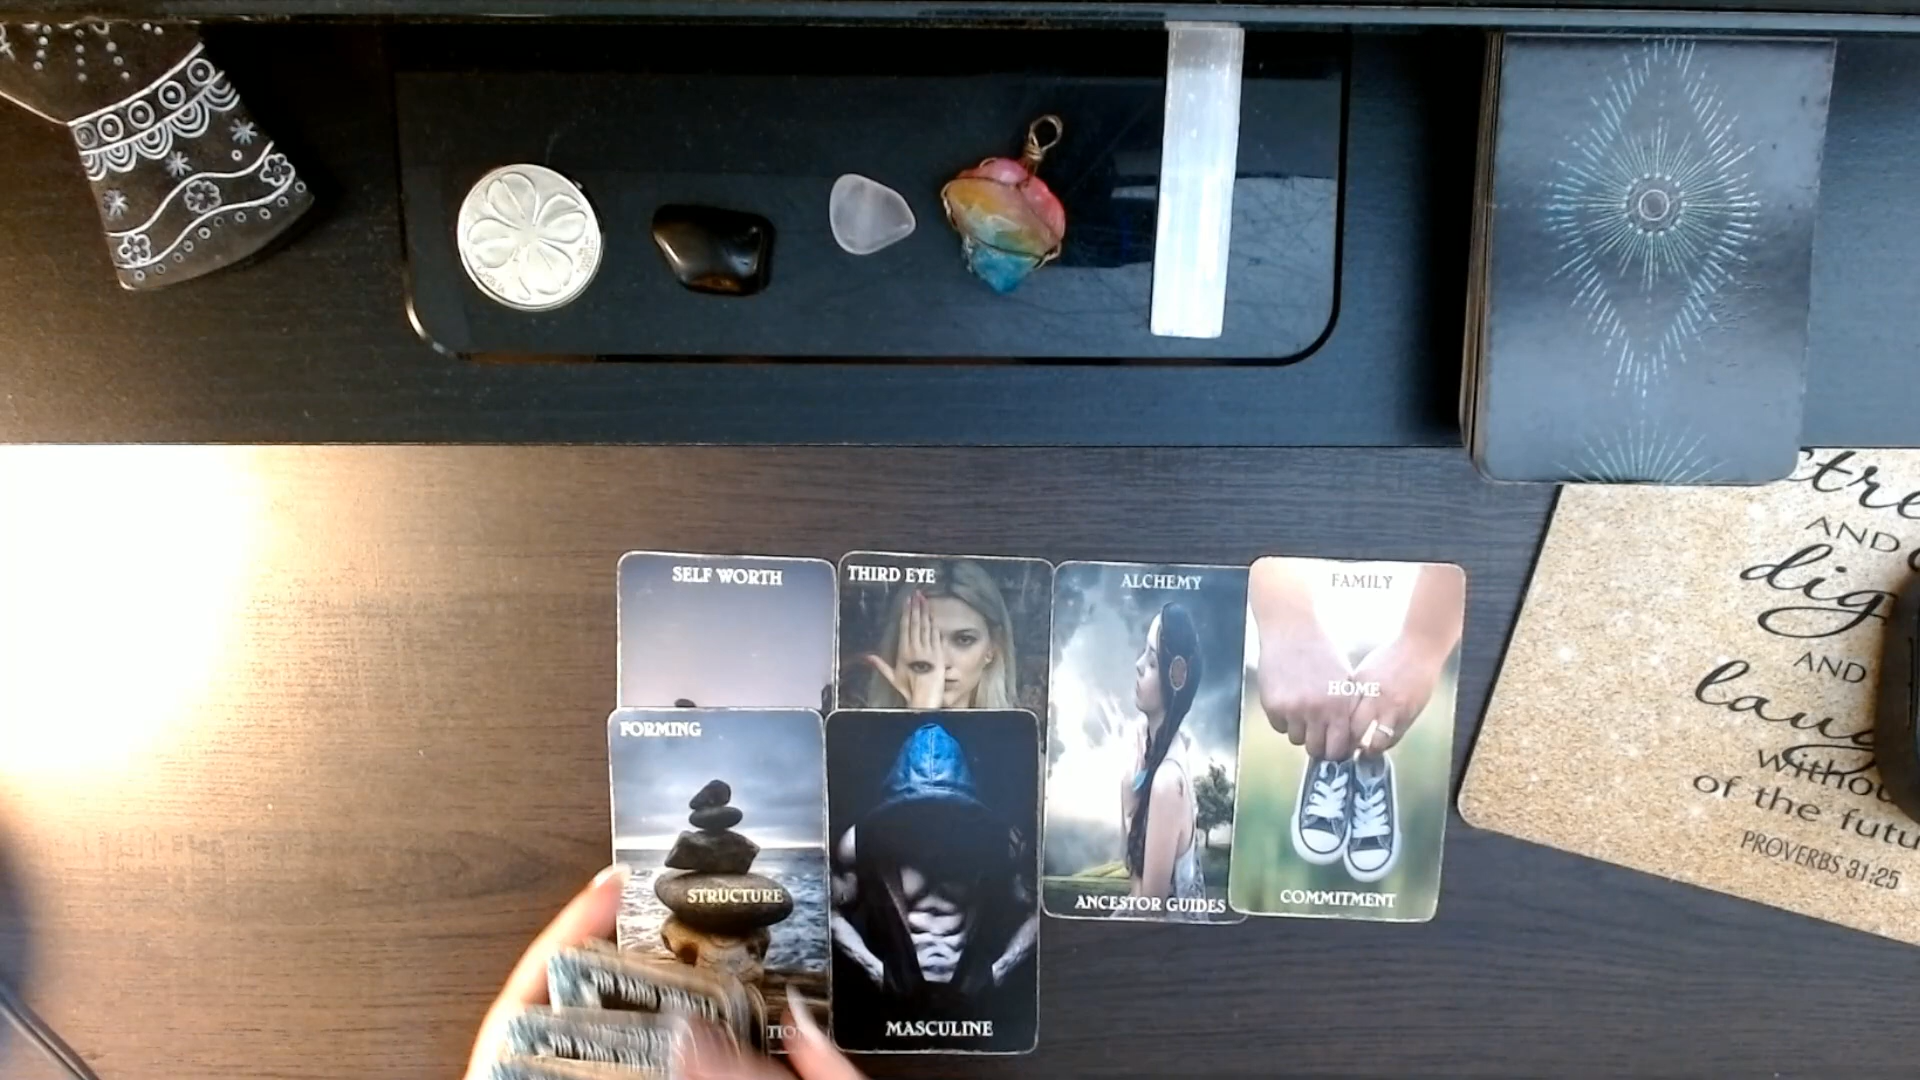 SELF WORTH
THIRD EYE
ALCHEMY
FAMILY
HOME
FORMING
STRUCTURE
MASCULINE
ANCESTOR GUIDES
COMMITMENT
AND
dig
AND
of the
PROVERBS 31:25